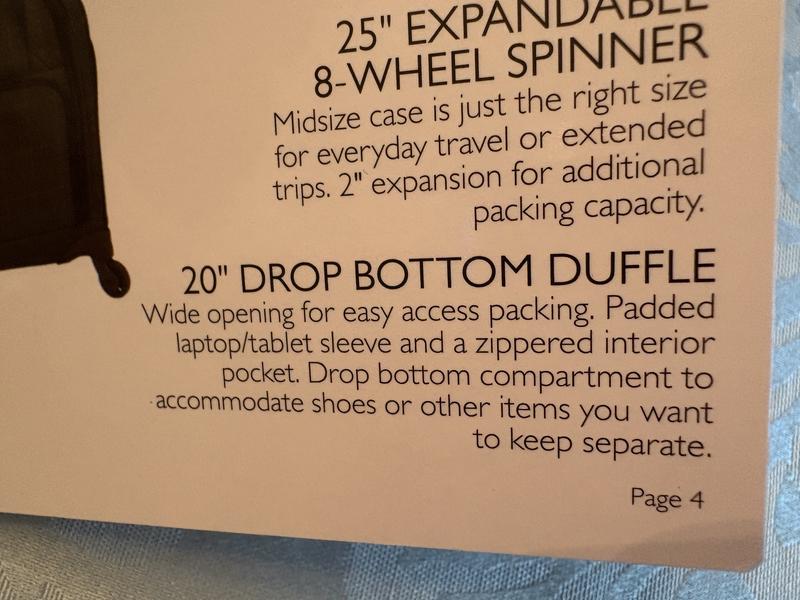 25" EXPANDABLE
8-WHEEL SPINNER
Midsize case is just the right size
for everyday travel or extended
trips. 2" expansion for additional
packing capacity.
20" DROP BOTTOM DUFFLE
Wide opening for easy access packing. Padded
laptop/tablet sleeve and a zippered interior
pocket. Drop bottom compartment to
accommodate shoes or other items you want
to keep separate.
Page 4